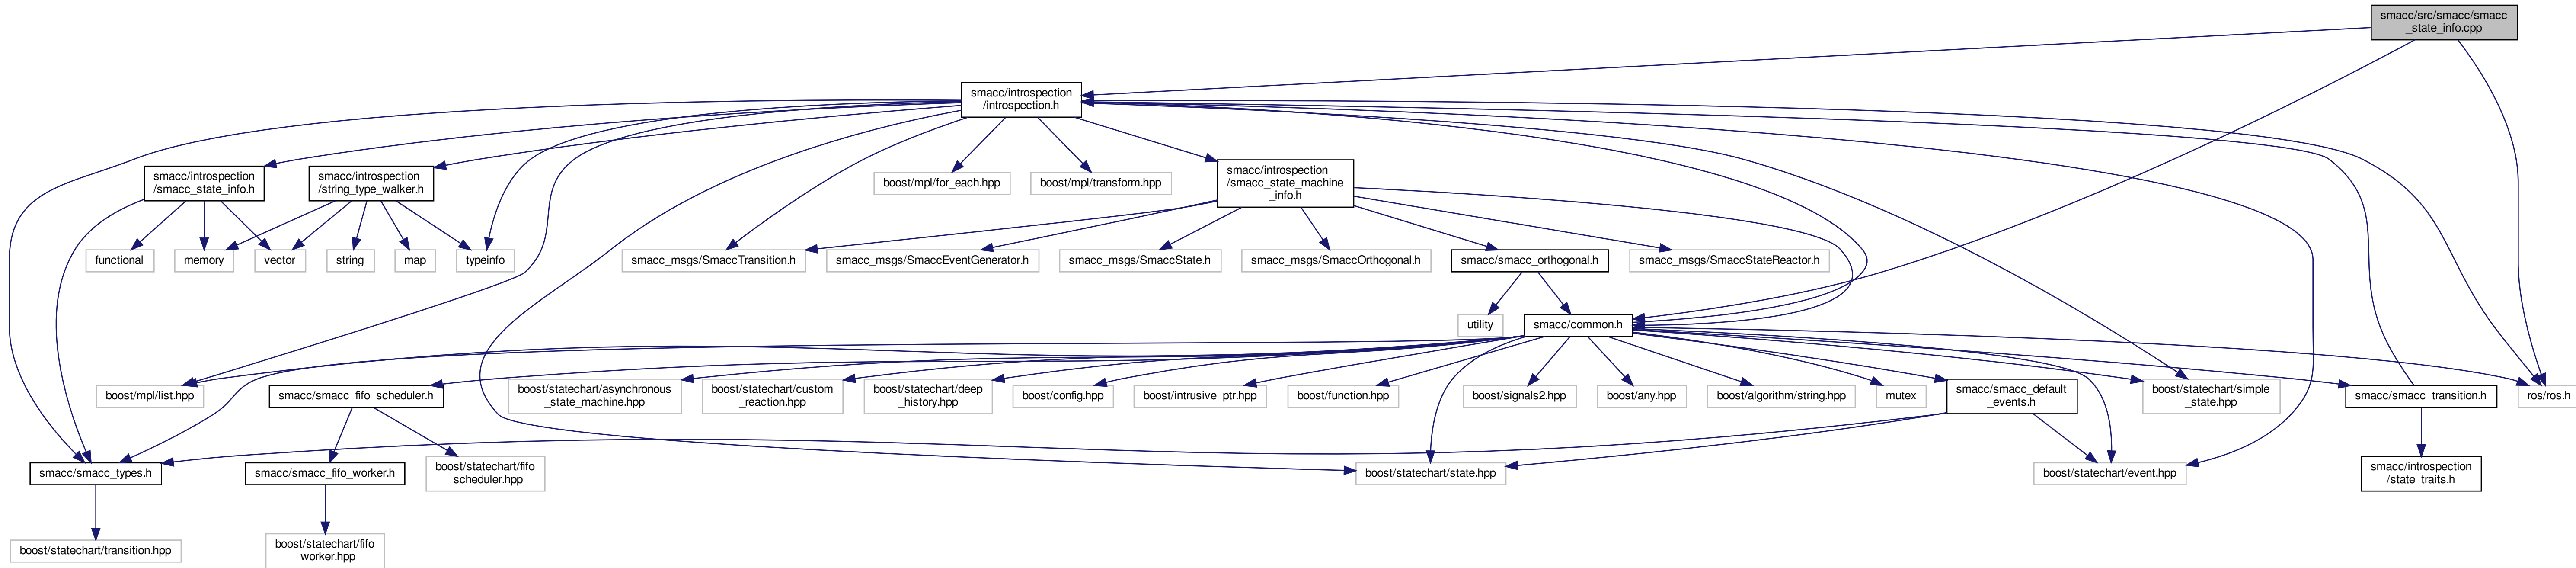 smacc/src/smacc/smacc
_state_info.cpp
smacc/introspection
/introspection.h
smacc/introspection
/smacc_state_info.h
smacc/introspection
/string_type_walker.h
boost/mpl/for_each.hpp
boost/mpl/transform.hpp
smacc/introspection
/smacc_state_machine
_info.h
functional
memory
vector
string
map
typeinfo
smacc_msgs/SmaccTransition.h
smacc_msgs/SmaccEventGenerator.h
smacc_msgs/SmaccState.h
smacc_msgs/SmaccOrthogonal.h
smacc/smacc_orthogonal.h
smacc_msgs/SmaccStateReactor.h
utility
smacc/common.h
boost/mpl/list.hpp
smacc/smacc_fifo_scheduler.h
boost/statechart/asynchronous
_state_machine.hpp
boost/statechart/custom
_reaction.hpp
boost/statechart/deep
_history.hpp
boost/config.hpp
boost/intrusive_ptr.hpp
boost/function.hpp
boost/signals2.hpp
boost/any.hpp
boost/algorithm/string.hpp
mutex
smacc/smacc_default
_events.h
boost/statechart/simple
_state.hpp
smacc/smacc_transition.h
ros/ros.h
smacc/smacc_types.h
smacc/smacc_fifo_worker.h
boost/statechart/fifo
_scheduler.hpp
boost/statechart/state.hpp
boost/statechart/event.hpp
smacc/introspection
/state_traits.h
boost/statechart/transition.hpp
boost/statechart/fifo
_worker.hpp